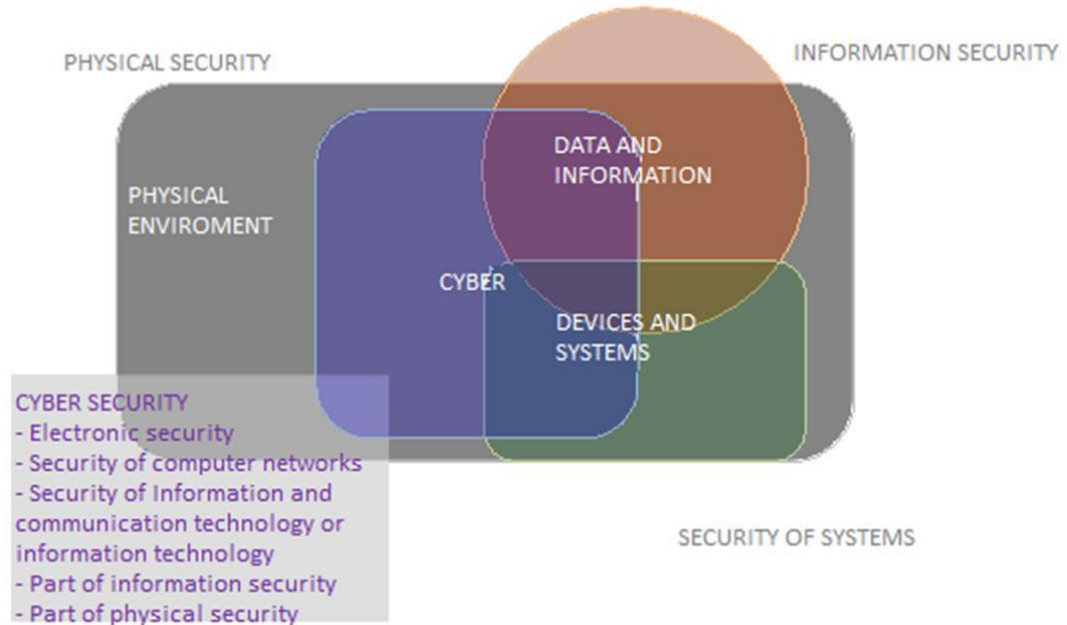 PHYSICAL SECURITY
INFORMATION SECURITY
DATA AND
INFORMATION
PHYSICAL
ENVIROMENT
CYBER
DEVICES AND
SYSTEMS
CYBER SECURITY
- Electronic security
- Security of computer networks
- Security of Information and
communication technology or
information technology
- Part of information security
- Part of physical security
SECURITY OF SYSTEMS